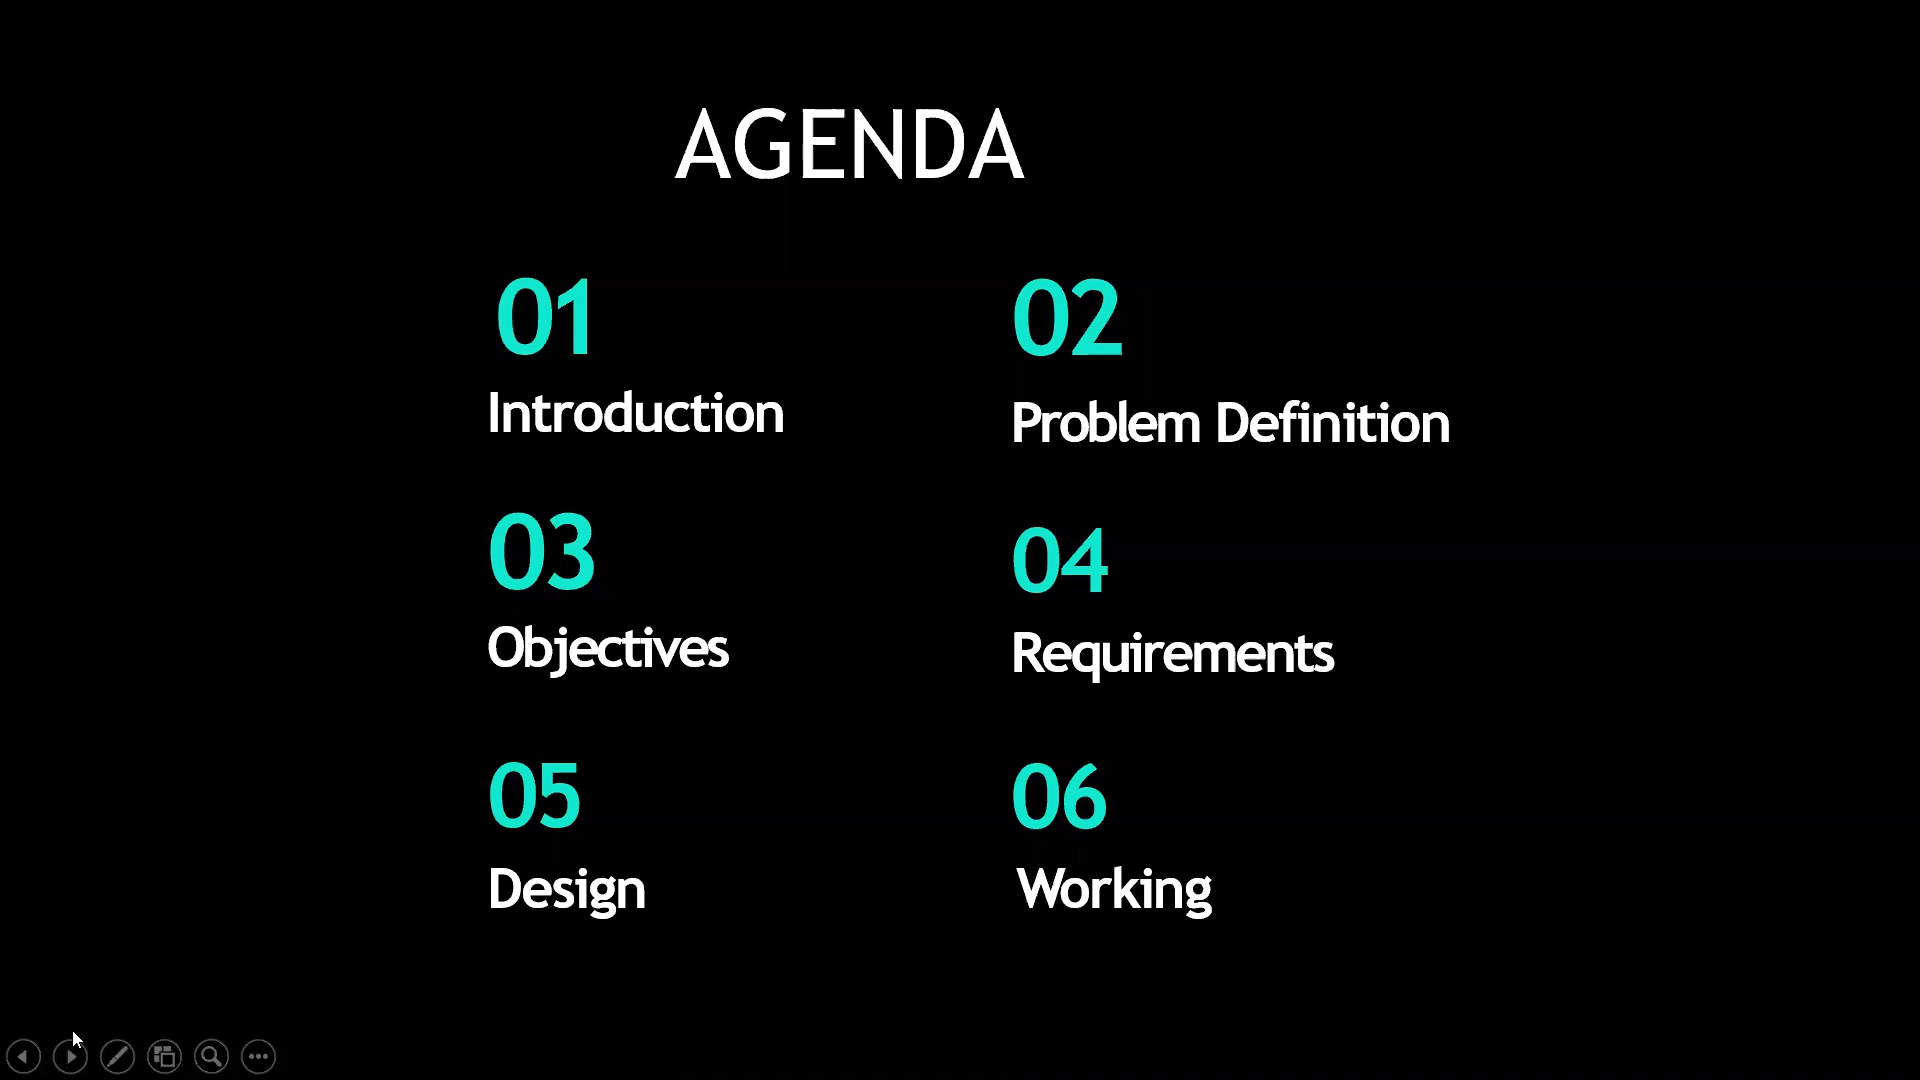 AGENDA
01
Introduction
02
Problem Definition
03
Objectives
04
Requirements
05
Design
06
Working